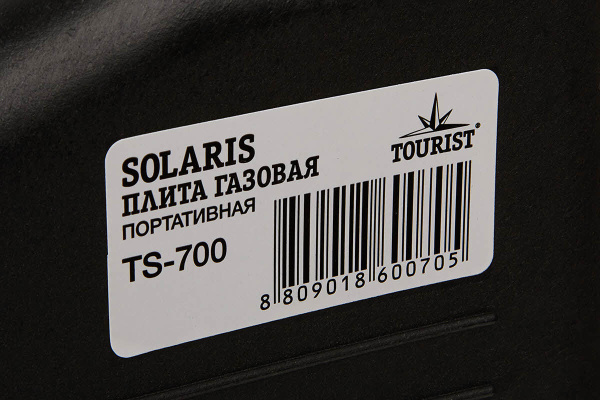 SOLARIS
ПЛИТА ГАЗОВАЯ
ПОРТАТИВНАЯ
TS-700
TOURIST®
8 809018 600705